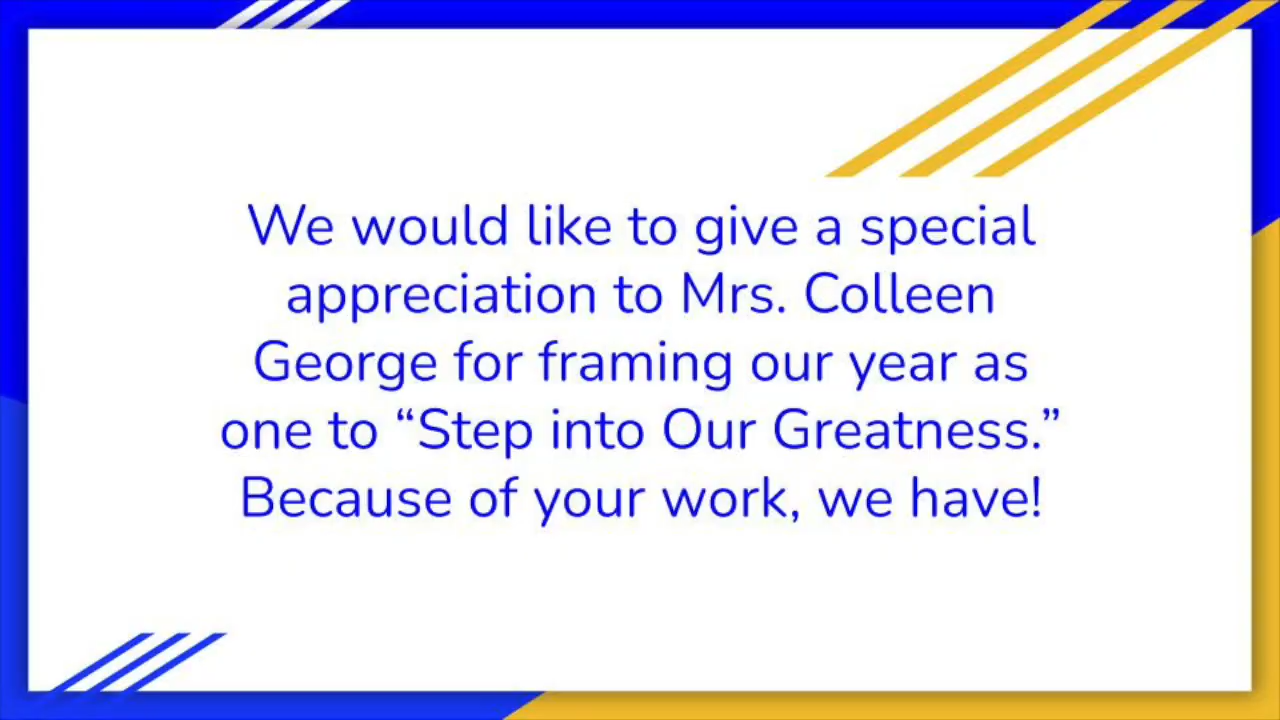 We would like to give a special
appreciation to Mrs. Colleen
George for framing our year as
one to “Step into Our Greatness.”
Because of your work, we have!